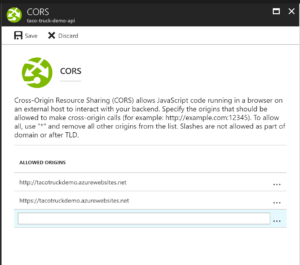 CORS
taco-truck-demo-api
Save Discard
CORS
Cross-Origin Resource Sharing (CORS) allows JavaScript code running in a browser on
an external host to interact with your backend. Specify the origins that should be
allowed to make cross-origin calls (for example: http://example.com:12345). To allow
all, use "*" and remove all other origins from the list. Slashes are not allowed as part of
domain or after TLD.
ALLOWED ORIGINS
http://tacotruckdemo.azurewebsites.net ...
https://tacotruckdemo.azurewebsites.net ...
...